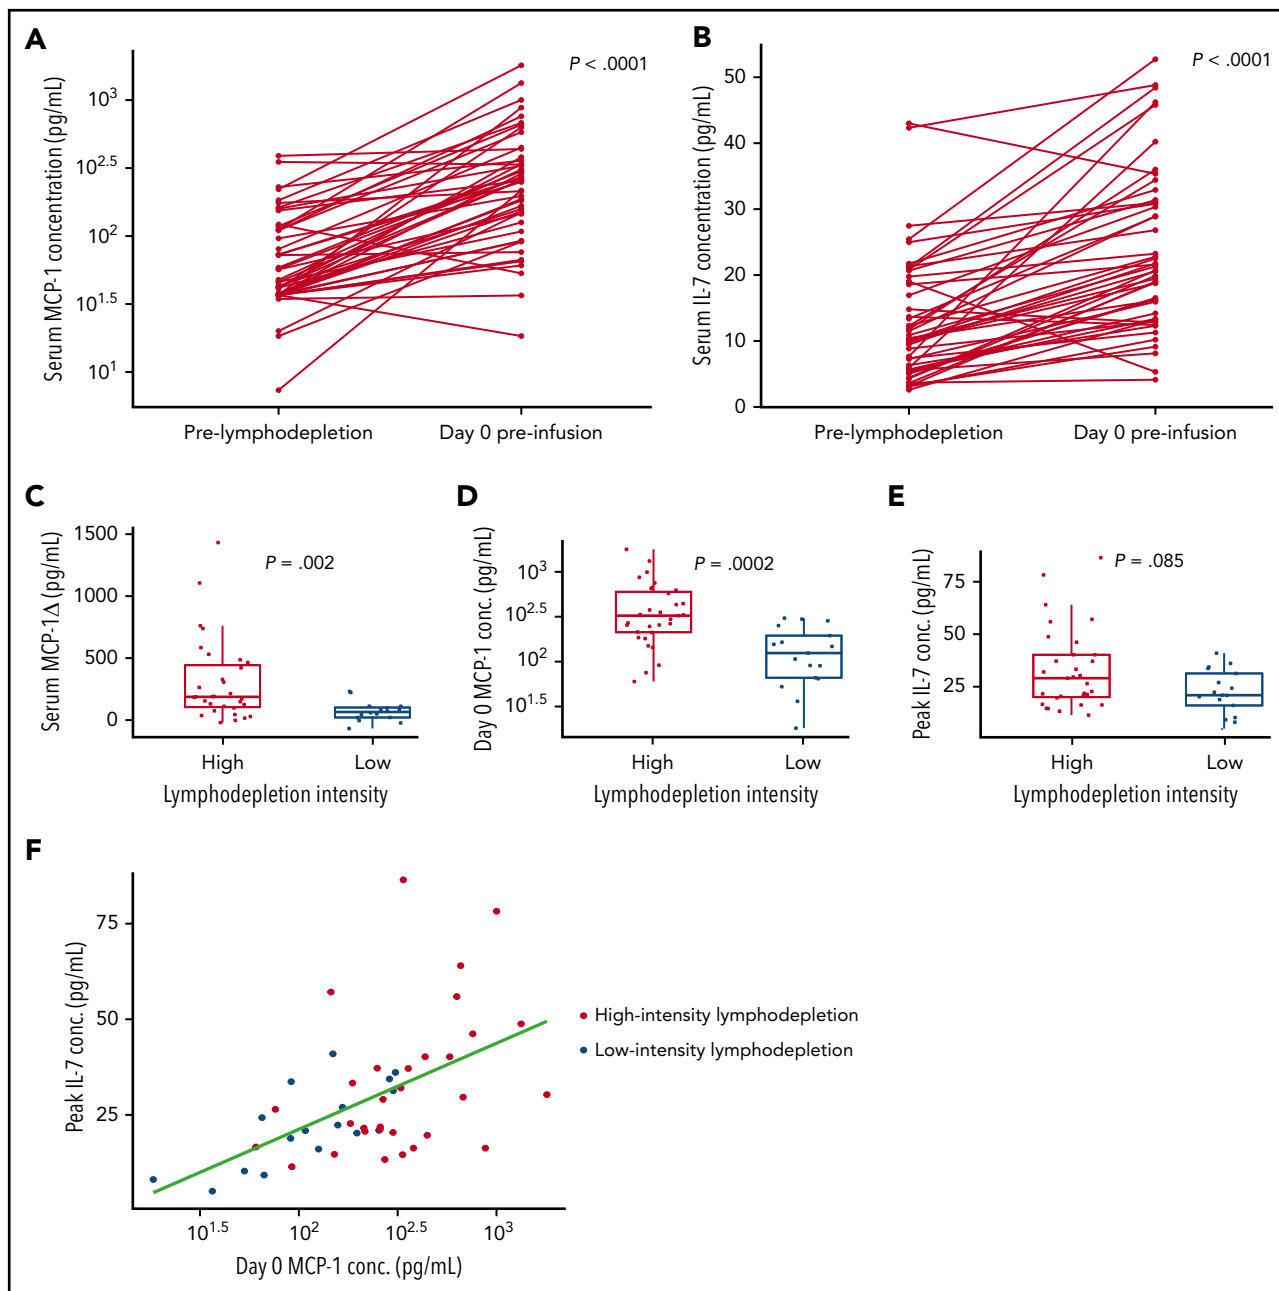 A
P < .0001
Serum MCP-1 concentration (pg/mL)
10^3
10^2.5
10^2
10^1.5
10^1
Pre-lymphodepletion
Day 0 pre-infusion
B
P < .0001
Serum IL-7 concentration (pg/mL)
50
40
30
20
10
0
Pre-lymphodepletion
Day 0 pre-infusion
C
P = .002
Serum MCP-1Δ (pg/mL)
1500
1000
500
0
High
Low
Lymphodepletion intensity
D
P = .0002
Day 0 MCP-1 conc. (pg/mL)
10^3
10^2.5
10^2
10^1.5
High
Low
Lymphodepletion intensity
E
P = .085
Peak IL-7 conc. (pg/mL)
75
50
25
High
Low
Lymphodepletion intensity
F
Peak IL-7 conc. (pg/mL)
75
50
25
10^1.5
10^2
10^2.5
10^3
Day 0 MCP-1 conc. (pg/mL)
High-intensity lymphodepletion
Low-intensity lymphodepletion